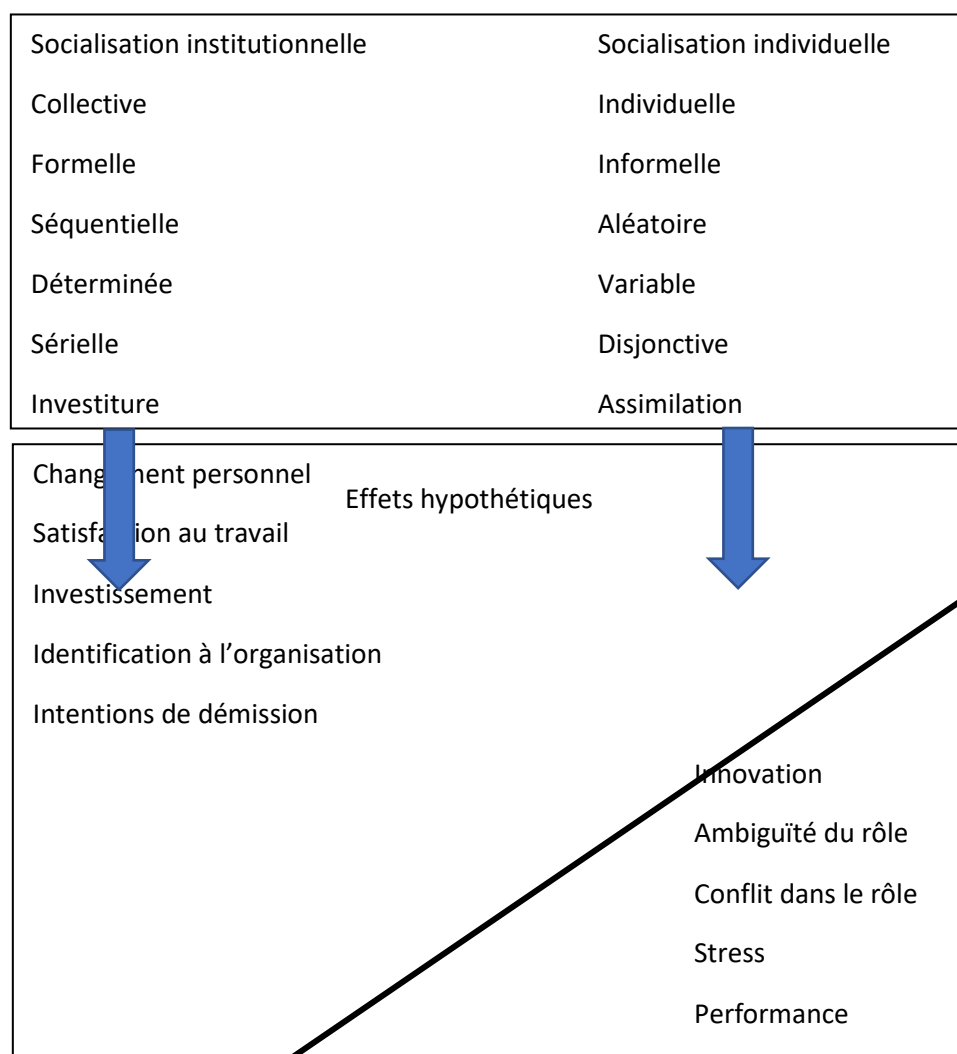 Socialisation institutionnelle
Socialisation individuelle
Collective
Individuelle
Formelle
Informelle
Séquentielle
Aléatoire
Déterminée
Variable
Sérielle
Disjonctive
Investiture
Assimilation
Changement personnel
Effets hypothétiques
Satisfaction au travail
Investissement
Identification à l’organisation
Intentions de démission
Innovation
Ambiguïté du rôle
Conflit dans le rôle
Stress
Performance